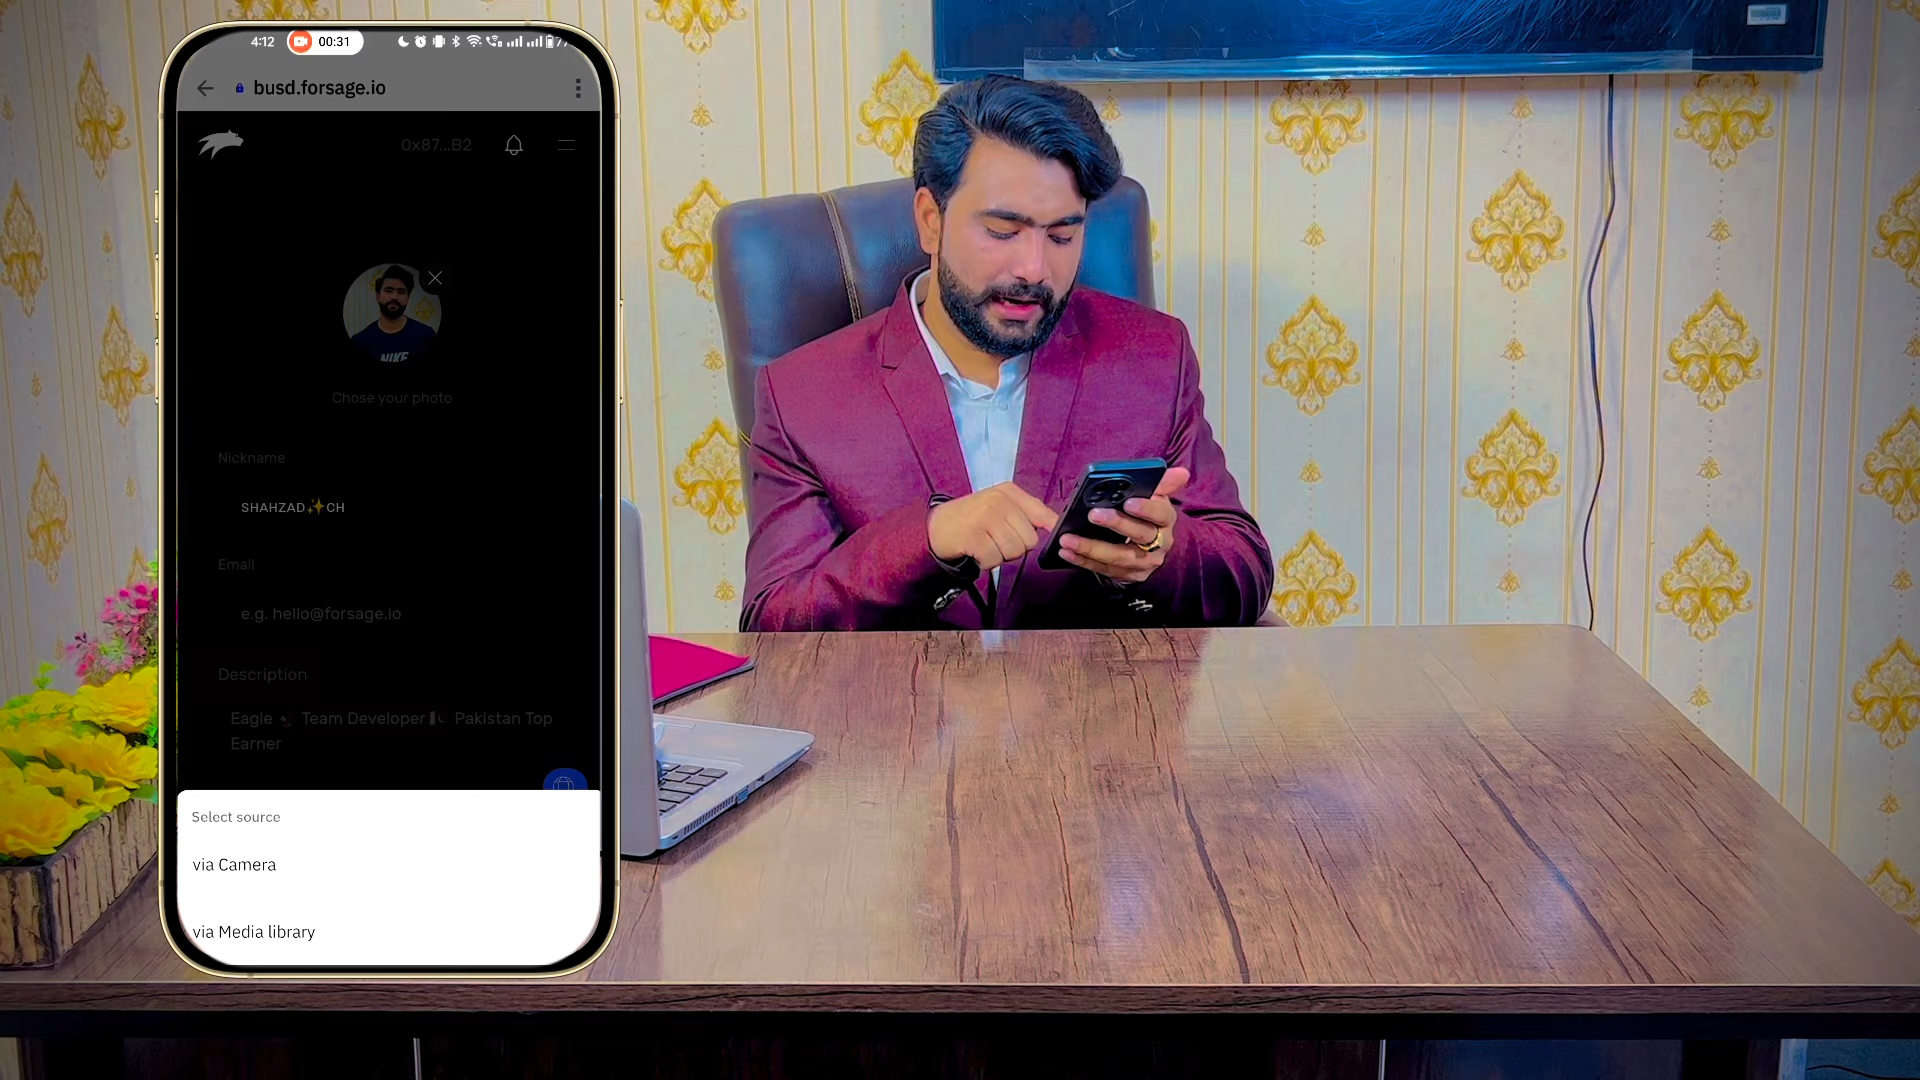 4:12 00:31
busd.forsage.io
0x87...B2
NIKE
Chose your photo
Nickname
SHAHZAD✨CH
Email
e.g. hello@forsage.io
Description
Eagle Team Developer Pakistan Top
Earner
Select source
via Camera
via Media library